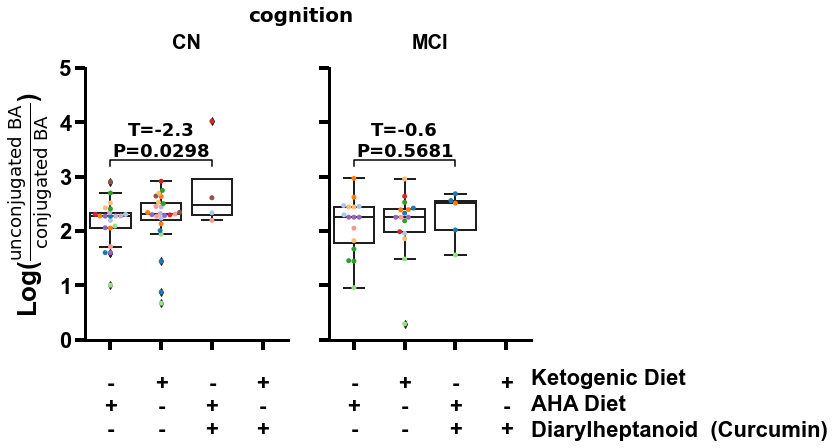 cognition
CN
MCI
Log(unconjugated BA
conjugated BA)
5
4
3
2
1
0
T=-2.3
P=0.0298
T=-0.6
P=0.5681
- + - + - + - + Ketogenic Diet
+ - + - + - + - AHA Diet
- - + + - - + + Diarylheptanoid (Curcumin)